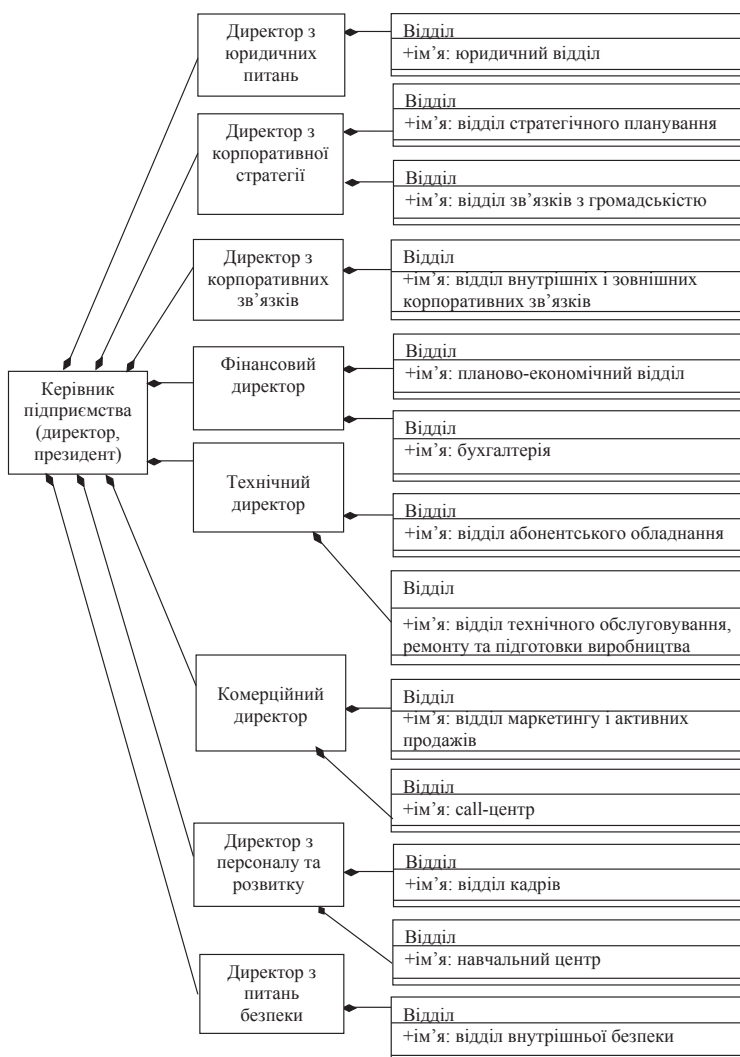 Директор з
юридичних
питань
Відділ
+ім’я: юридичний відділ
Директор з
корпоративної
стратегії
Відділ
+ім’я: відділ стратегічного планування
Відділ
+ім’я: відділ зв’язків з громадськістю
Директор з
корпоративних
зв’язків
Відділ
+ім’я: відділ внутрішніх і зовнішних
корпоративних зв’язків
Керівник
підприємства
(директор,
президент)
Фінансовий
директор
Відділ
+ім’я: планово-економічний відділ
Відділ
+ім’я: бухгалтерія
Технічний
директор
Відділ
+ім’я: відділ абонентського обладнання
Відділ
+ім’я: відділ технічного обслуговування,
ремонту та підготовки виробництва
Комерційний
директор
Відділ
+ім’я: відділ маркетингу і активних
продажів
Відділ
+ім’я: call-центр
Директор з
персоналу та
розвитку
Відділ
+ім’я: відділ кадрів
Відділ
+ім’я: навчальний центр
Директор з
питань
безпеки
Відділ
+ім’я: відділ внутрішньої безпеки